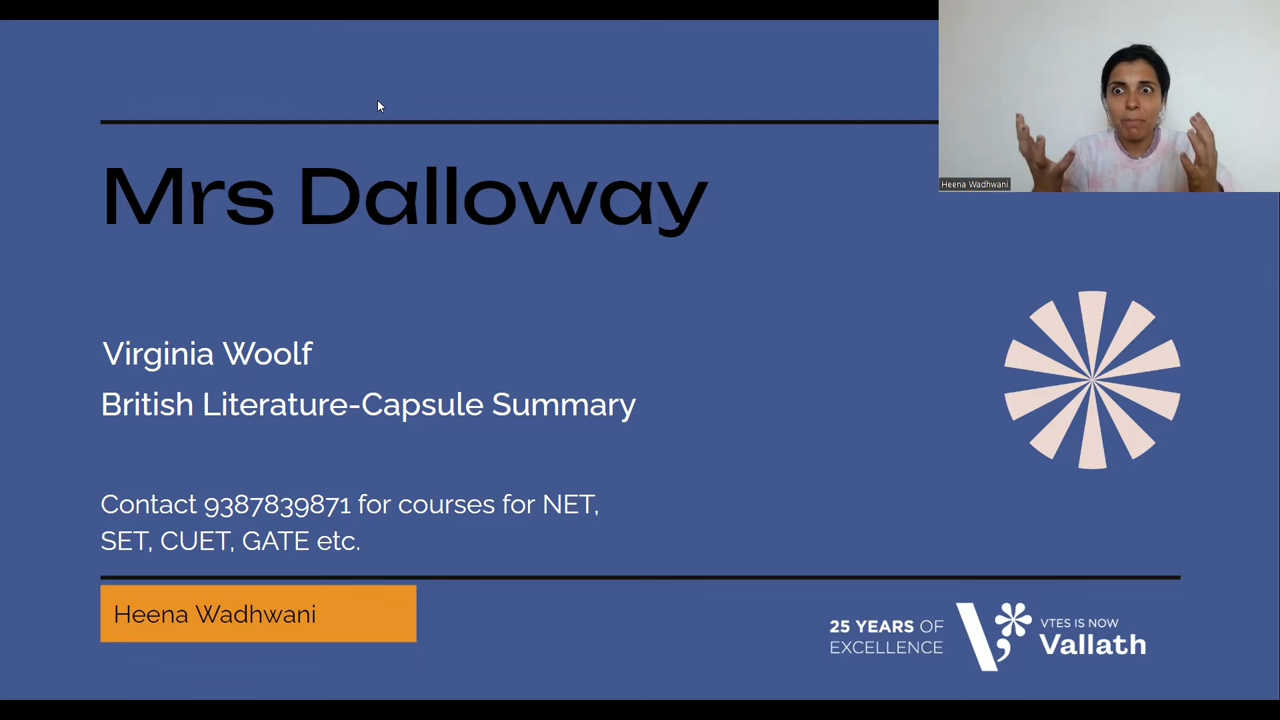 Heena Wadhwani
Mrs Dalloway
Virginia Woolf
British Literature-Capsule Summary
Contact 9387839871 for courses for NET,
SET, CUET, GATE etc.
Heena Wadhwani
25 YEARS OF
EXCELLENCE
VTES IS NOW
Vallath